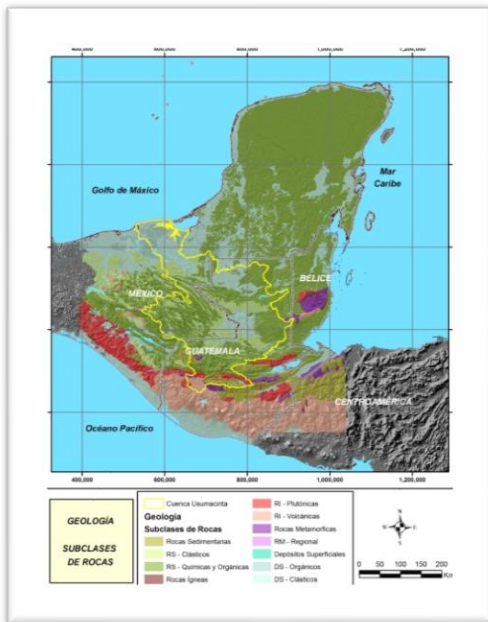 400,000 600,000 800,000 1,000,000 1,200,000
Golfo de México
Mar
Caribe
BELICE
MÉXICO
GUATEMALA
CENTROAMÉRICA
Océano Pacífico
400,000 600,000 800,000 1,000,000 1,200,000
GEOLOGÍA
SUBCLASES
DE ROCAS
Cuenca Usumacinta
Geología
Subclases de Rocas
Rocas Sedimentarias
RS - Clásticos
RS - Químicas y Orgánicas
Rocas Ígneas
RI - Plutónicas
RI - Volcánicas
Rocas Metamorficas
RM - Regional
Depósitos Superficiales
DS - Orgánicos
DS - Clásticos
N
S
0 50 100 150 200
Km